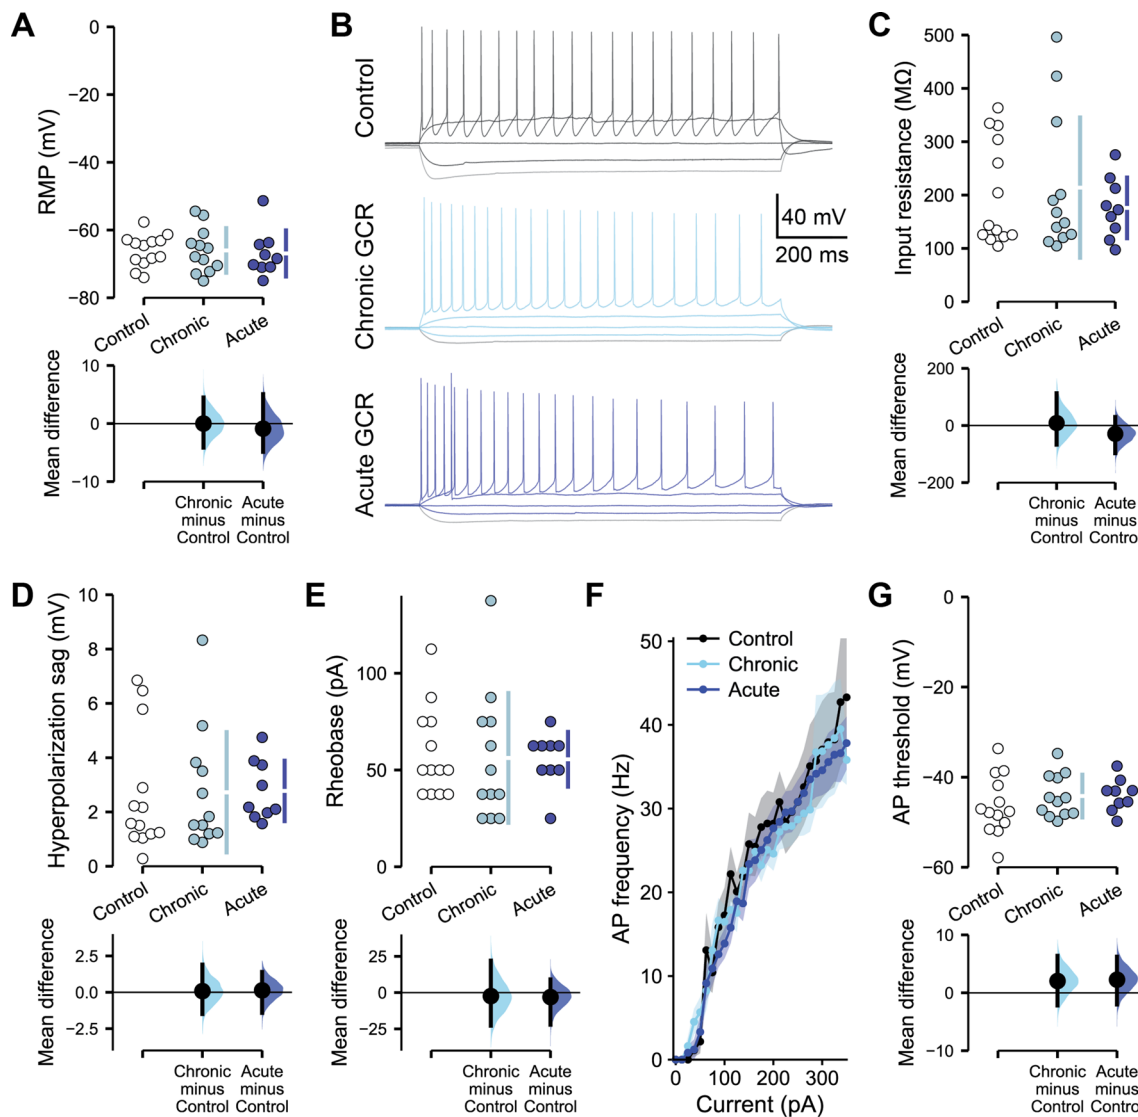 A
RMP (mV)
0
−20
−40
−60
−80
Control
Chronic
Acute
Mean difference
10
0
−10
Chronic
minus
Control
Acute
minus
Control
B
Control
Chronic GCR
Acute GCR
40 mV
200 ms
C
Input resistance (MΩ)
500
400
300
200
100
0
Control
Chronic
Acute
Mean difference
200
0
−200
Chronic
minus
Control
Acute
minus
Control
D
Hyperpolarization sag (mV)
10
8
6
4
2
0
Control
Chronic
Acute
Mean difference
2.5
0.0
−2.5
Chronic
minus
Control
Acute
minus
Control
E
Rheobase (pA)
100
50
0
Control
Chronic
Acute
Mean difference
25
0
−25
Chronic
minus
Control
Acute
minus
Control
F
AP frequency (Hz)
50
40
30
20
10
0
Control
Chronic
Acute
0
100
200
300
Current (pA)
G
AP threshold (mV)
0
−20
−40
−60
Control
Chronic
Acute
Mean difference
10
0
−10
Chronic
minus
Control
Acute
minus
Control